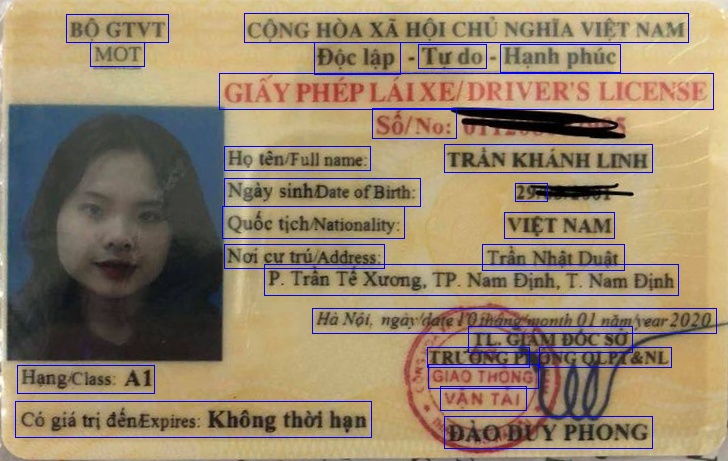 BỘ GTVT
MOT
CỘNG HÒA XÃ HỘI CHỦ NGHĨA VIỆT NAM
Độc lập - Tự do - Hạnh phúc
GIẤY PHÉP LÁI XE/DRIVER'S LICENSE
Số/No:
Họ tên/Full name: TRẦN KHÁNH LINH
Ngày sinh/Date of Birth:
Quốc tịch/Nationality: VIỆT NAM
Nơi cư trú/Address: Trần Nhật Duật
P. Trần Tế Xương, TP. Nam Định, T. Nam Định
Hà Nội, ngày/date 10 tháng/month 01 năm/year 2020
TL. GIÁM ĐỐC SỞ
TRƯỞNG PHÒNG QLPT&NL
GIAO THÔNG
VẬN TẢI
ĐÀO DUY PHONG
Hạng/Class: A1
Có giá trị đến/Expires: Không thời hạn